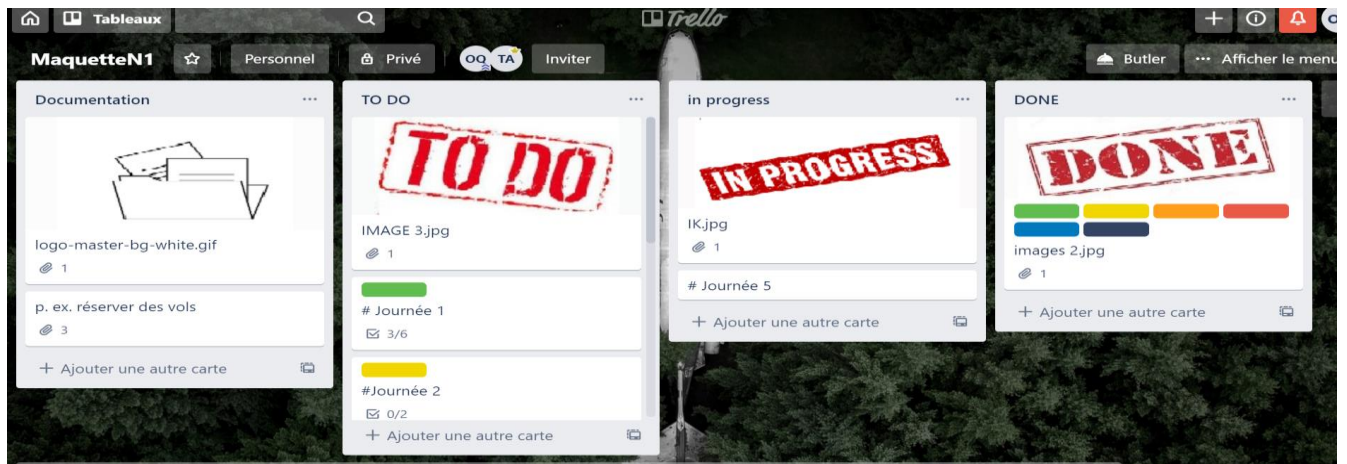 Tableaux
Trello
MaquetteN1
Personnel
Privé
OQ
TA
Inviter
Butler
Afficher le menu
Documentation
logo-master-bg-white.gif
1
p. ex. réserver des vols
3
+ Ajouter une autre carte
TO DO
TO DO
IMAGE 3.jpg
1
# Journée 1
3/6
#Journée 2
0/2
+ Ajouter une autre carte
in progress
IN PROGRESS
IK.jpg
1
# Journée 5
+ Ajouter une autre carte
DONE
DONE
images 2.jpg
1
+ Ajouter une autre carte